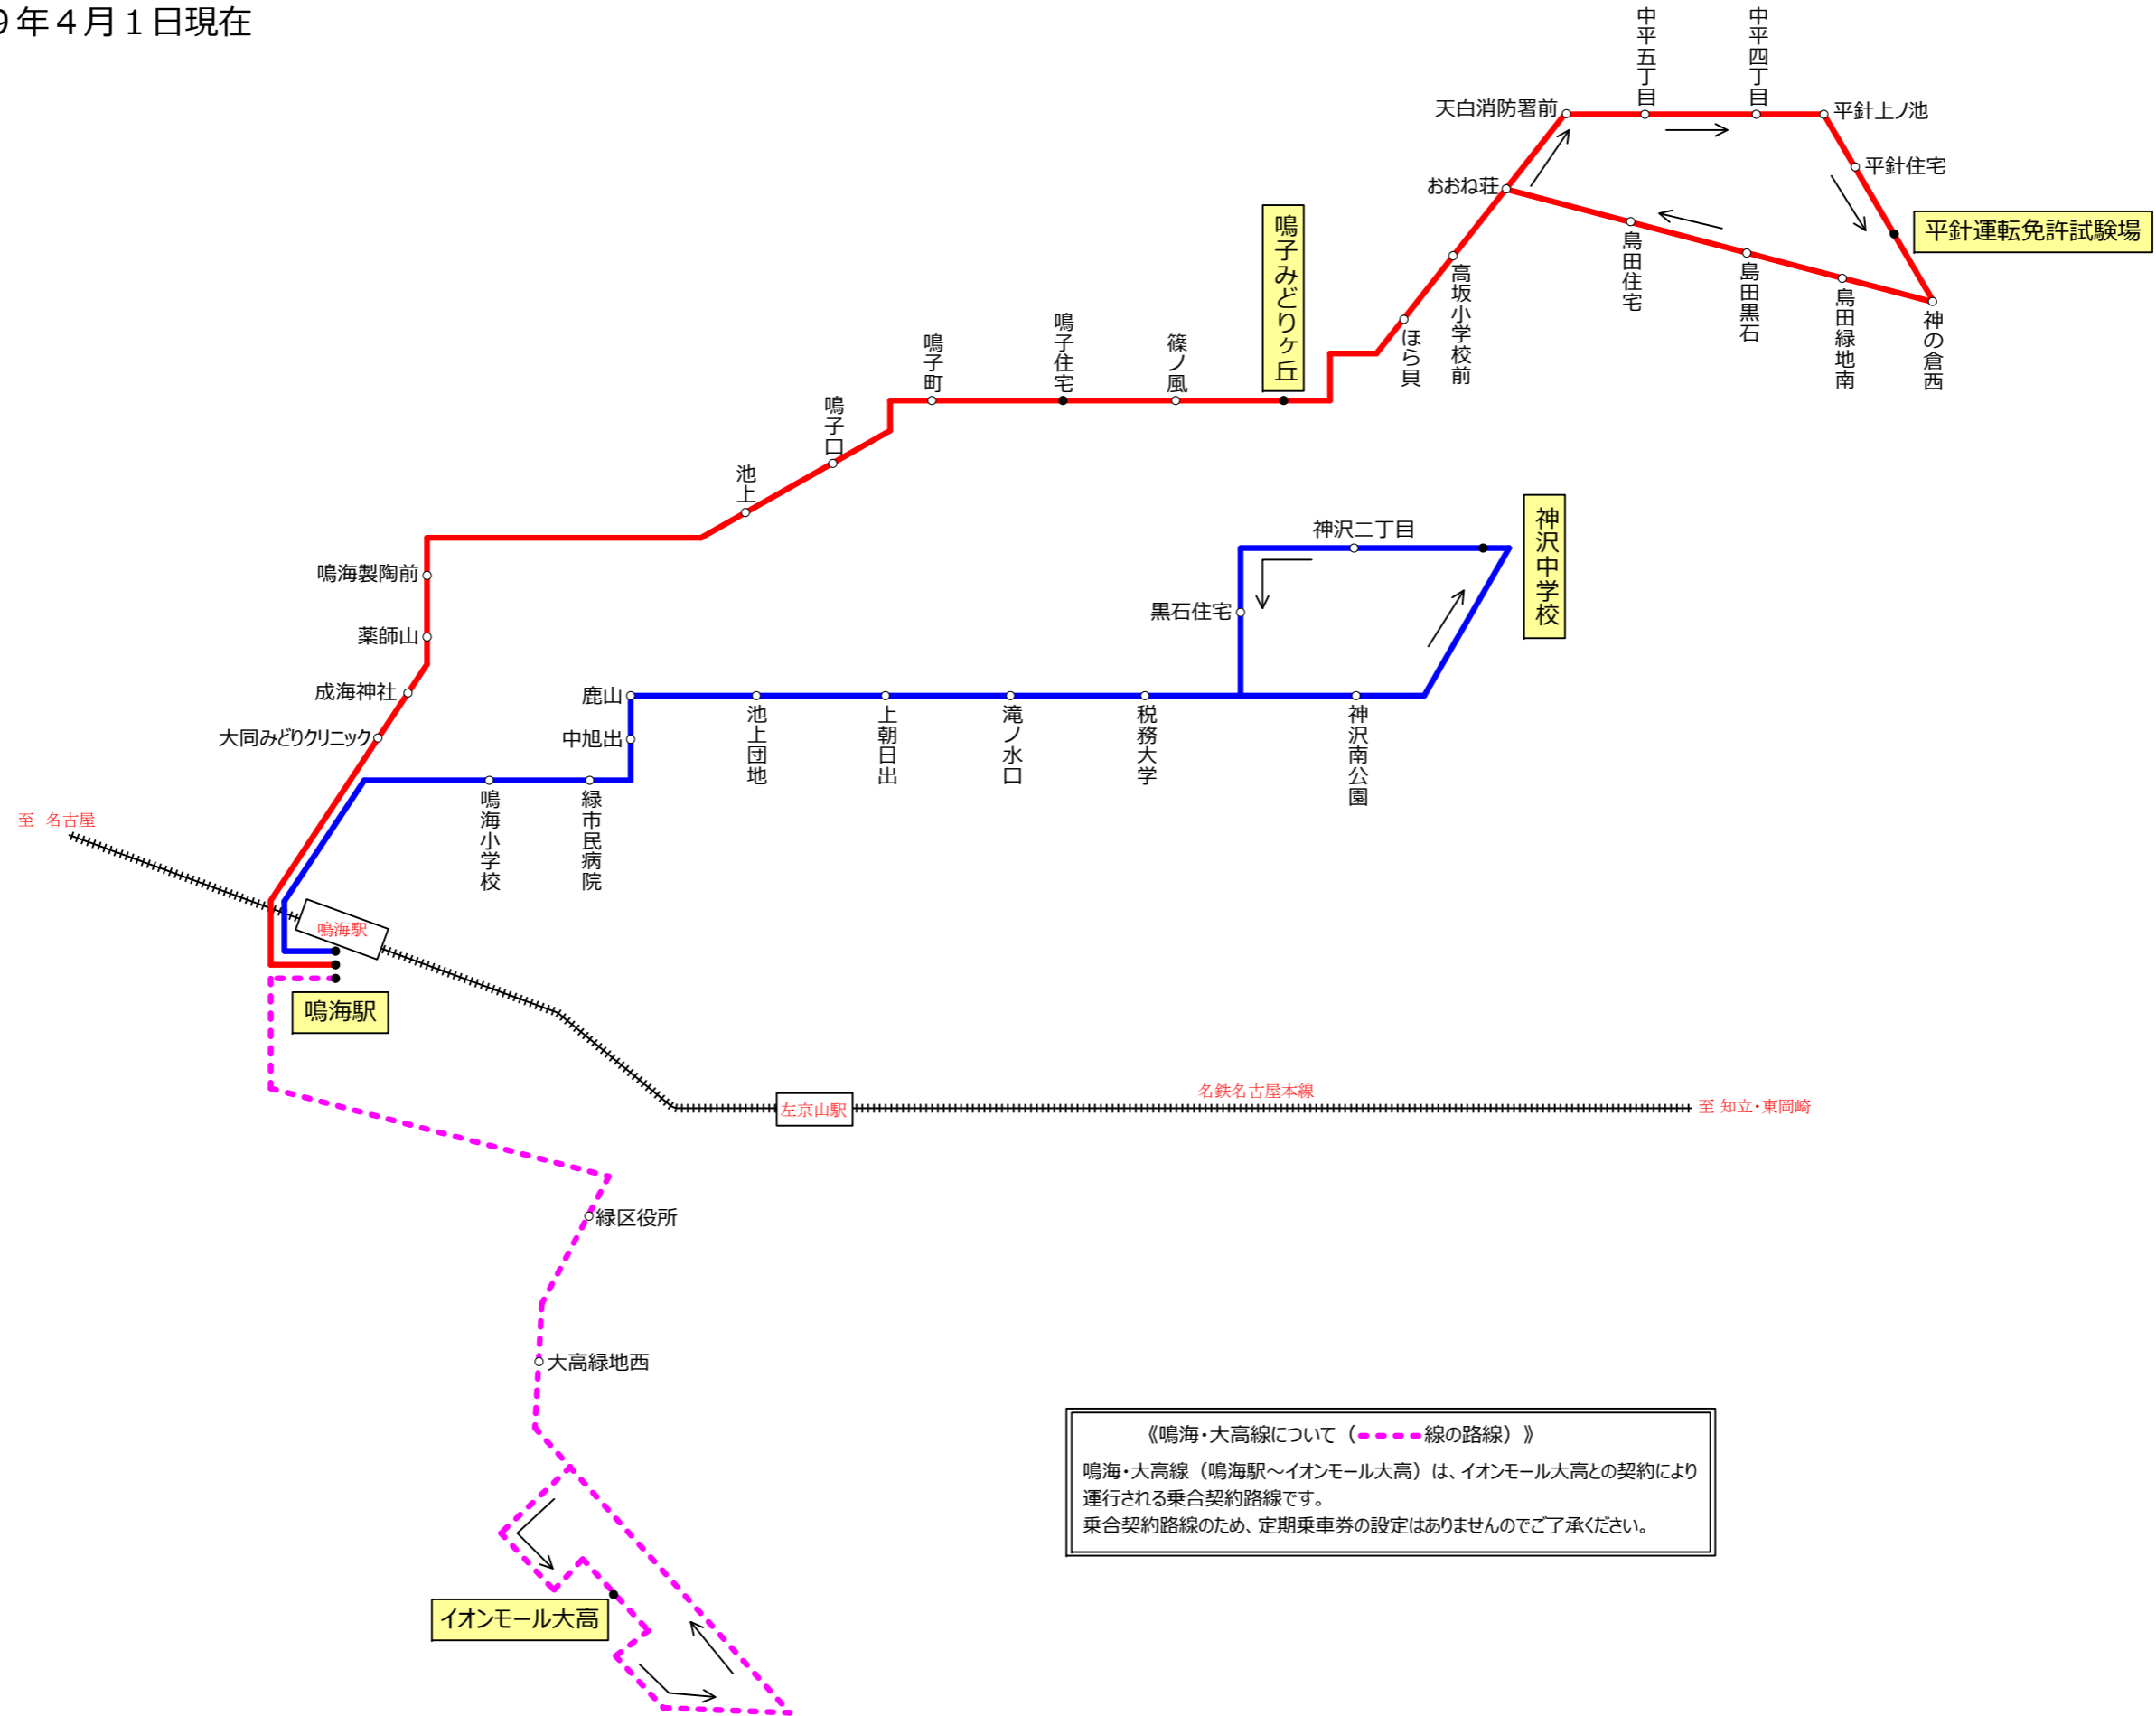 9年4月1日現在
中平五丁目
中平四丁目
天白消防署前
平針上ノ池
平針住宅
おおね荘
平針運転免許試験場
鳴子みどりヶ丘
島田住宅
島田黒石
島田緑地南
神の倉西
高坂小学校前
ほら貝
鳴子町
鳴子住宅
篠ノ風
鳴子口
池上
神沢中学校
神沢二丁目
鳴海製陶前
黒石住宅
薬師山
成海神社
鹿山
大同みどりクリニック
中旭出
池上団地
上朝日出
滝ノ水口
税務大学
神沢南公園
鳴海小学校
緑市民病院
至 名古屋
鳴海駅
鳴海駅
名鉄名古屋本線
左京山駅
至 知立・東岡崎
緑区役所
大高緑地西
《鳴海・大高線について（線の路線）》
鳴海・大高線（鳴海駅～イオンモール大高）は、イオンモール大高との契約により
運行される乗合契約路線です。
乗合契約路線のため、定期乗車券の設定はありませんのでご了承ください。
イオンモール大高